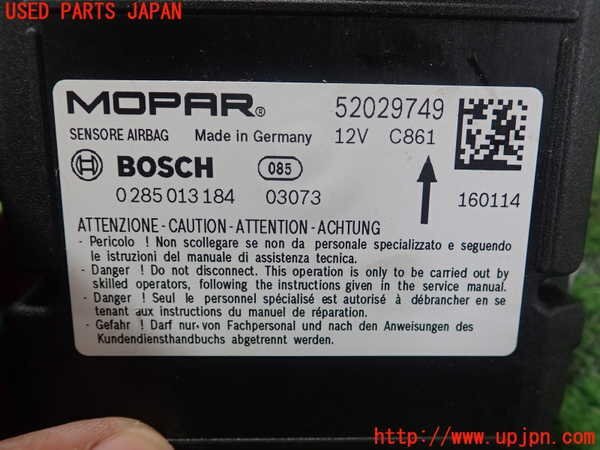 USED PARTS JAPAN
MOPAR® 52029749
SENSORE AIRBAG Made in Germany 12V C861
BOSCH 085
0 285 013 184 03073 160114
ATTENZIONE - CAUTION - ATTENTION - ACHTUNG
- Pericolo ! Non scollegare se non da personale specializzato e seguendo
le istruzioni del manuale di assistenza tecnica.
- Danger ! Do not disconnect. This operation is only to be carried out by
skilled operators, following the instructions given in the service manual.
- Danger ! Seul le personnel spécialisé est autorisé à débrancher en se
tenant aux instructions du manuel de réparation.
- Gefahr ! Darf nur von Fachpersonal und nach den Anweisungen des
Kundendiensthandbuchs abgetrennt werden.
http://www.upjpn.com/